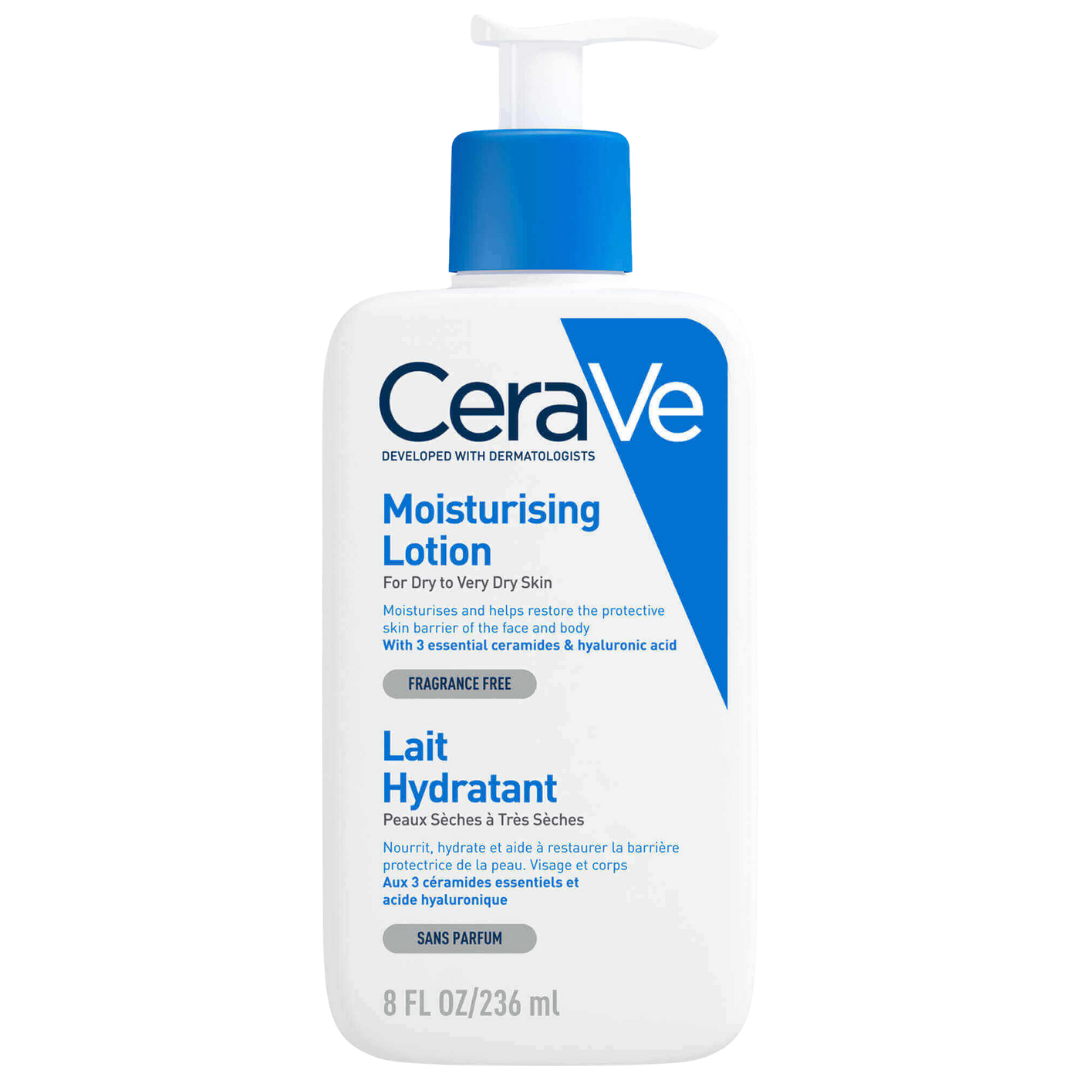 CeraVe
DEVELOPED WITH DERMATOLOGISTS
Moisturising
Lotion
For Dry to Very Dry Skin
Moisturises and helps restore the protective
skin barrier of the face and body
With 3 essential ceramides & hyaluronic acid
FRAGRANCE FREE
Lait
Hydratant
Peaux Sèches à Très Sèches
Nourrit, hydrate et aide à restaurer la barrière
protectrice de la peau. Visage et corps
Aux 3 céramides essentiels et
acide hyaluronique
SANS PARFUM
8 FL OZ/236 ml